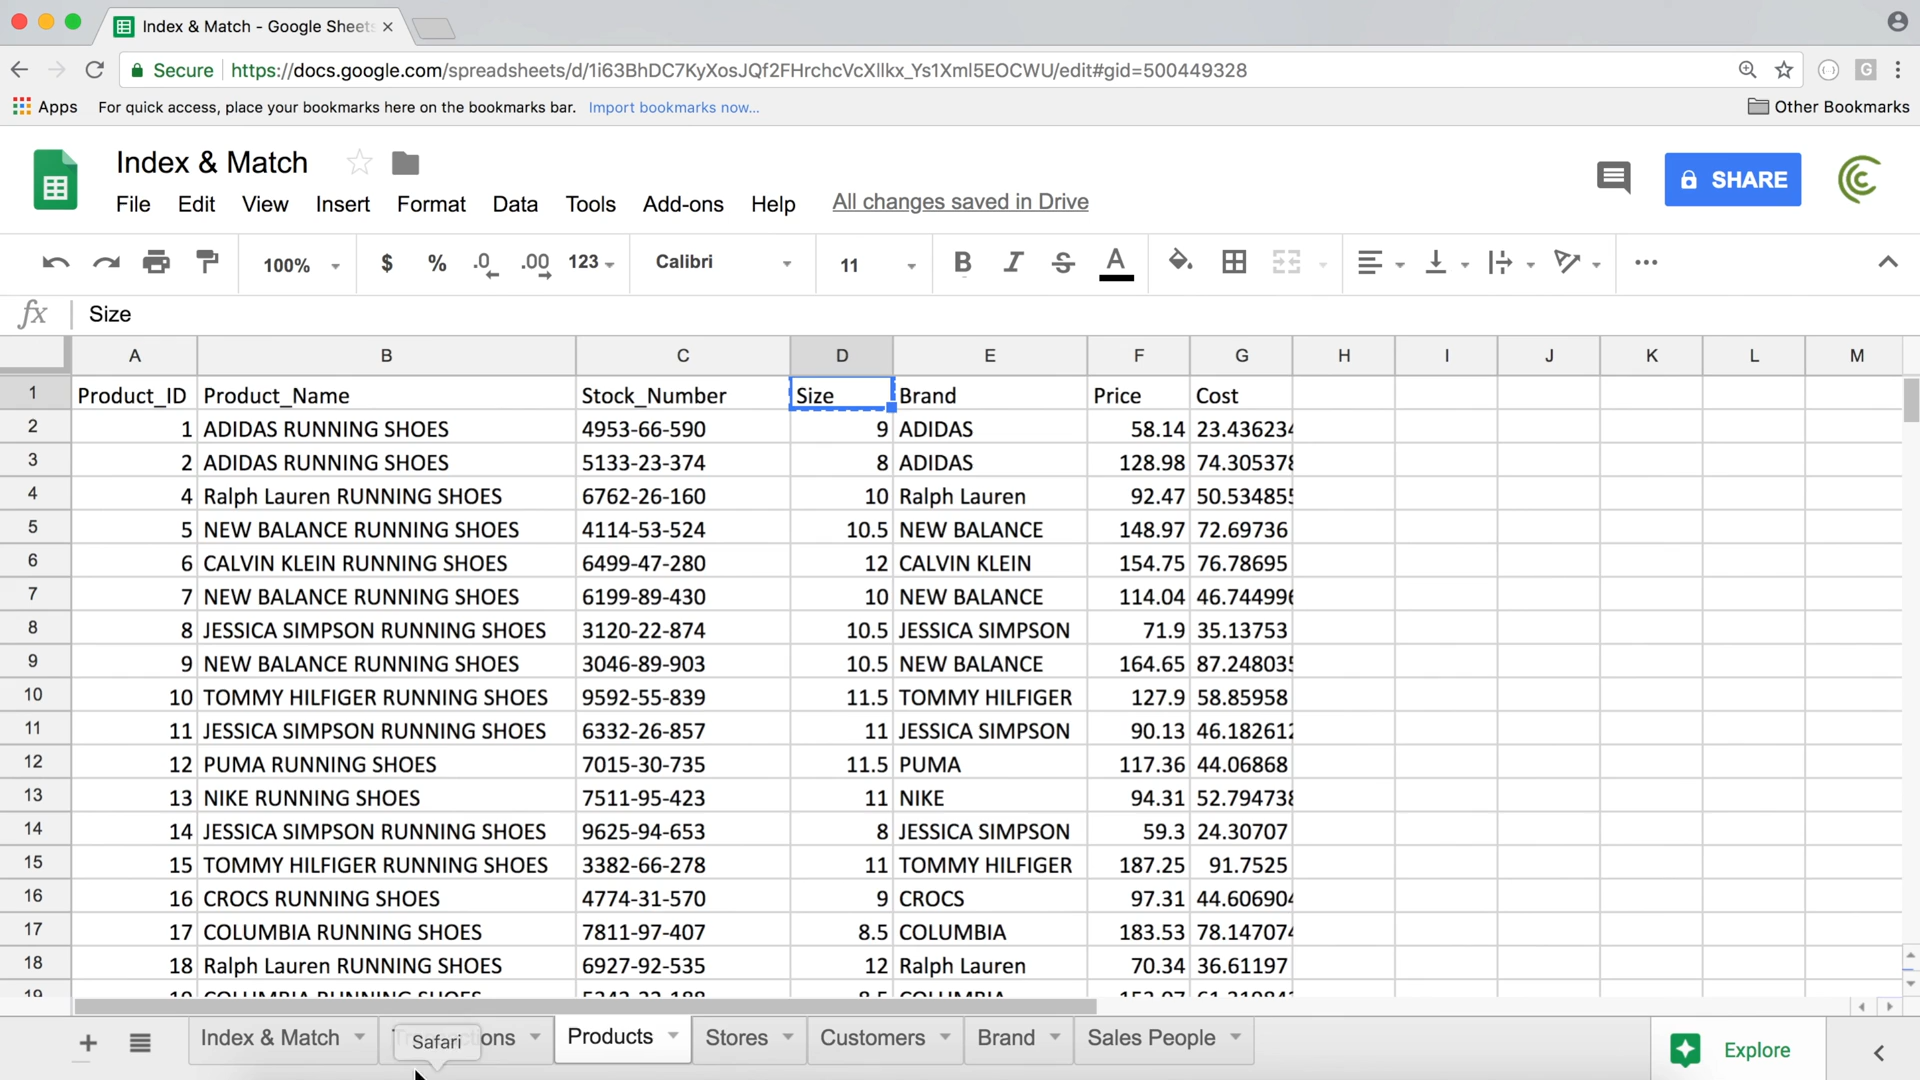 Index & Match - Google Sheets
Secure https://docs.google.com/spreadsheets/d/1i63BhDC7KyXosJQf2FHrchcVcXllkx_Ys1Xml5EOCWU/edit#gid=500449328
Apps For quick access, place your bookmarks here on the bookmarks bar. Import bookmarks now... Other Bookmarks
Index & Match
SHARE
File Edit View Insert Format Data Tools Add-ons Help All changes saved in Drive
100% $ % .0 .00 123 Calibri 11 B I S A
fx Size
A B C D E F G H I J K L M
1 Product_ID Product_Name Stock_Number Size Brand Price Cost
2 1 ADIDAS RUNNING SHOES 4953-66-590 9 ADIDAS 58.14 23.436234
3 2 ADIDAS RUNNING SHOES 5133-23-374 8 ADIDAS 128.98 74.305378
4 4 Ralph Lauren RUNNING SHOES 6762-26-160 10 Ralph Lauren 92.47 50.534855
5 5 NEW BALANCE RUNNING SHOES 4114-53-524 10.5 NEW BALANCE 148.97 72.69736
6 6 CALVIN KLEIN RUNNING SHOES 6499-47-280 12 CALVIN KLEIN 154.75 76.78695
7 7 NEW BALANCE RUNNING SHOES 6199-89-430 10 NEW BALANCE 114.04 46.744996
8 8 JESSICA SIMPSON RUNNING SHOES 3120-22-874 10.5 JESSICA SIMPSON 71.9 35.13753
9 9 NEW BALANCE RUNNING SHOES 3046-89-903 10.5 NEW BALANCE 164.65 87.248035
10 10 TOMMY HILFIGER RUNNING SHOES 9592-55-839 11.5 TOMMY HILFIGER 127.9 58.85958
11 11 JESSICA SIMPSON RUNNING SHOES 6332-26-857 11 JESSICA SIMPSON 90.13 46.182612
12 12 PUMA RUNNING SHOES 7015-30-735 11.5 PUMA 117.36 44.06868
13 13 NIKE RUNNING SHOES 7511-95-423 11 NIKE 94.31 52.794738
14 14 JESSICA SIMPSON RUNNING SHOES 9625-94-653 8 JESSICA SIMPSON 59.3 24.30707
15 15 TOMMY HILFIGER RUNNING SHOES 3382-66-278 11 TOMMY HILFIGER 187.25 91.7525
16 16 CROCS RUNNING SHOES 4774-31-570 9 CROCS 97.31 44.606904
17 17 COLUMBIA RUNNING SHOES 7811-97-407 8.5 COLUMBIA 183.53 78.147074
18 18 Ralph Lauren RUNNING SHOES 6927-92-535 12 Ralph Lauren 70.34 36.61197
19 19 COLUMBIA RUNNING SHOES 8.5 COLUMBIA
Index & Match Safari Products Stores Customers Brand Sales People Explore